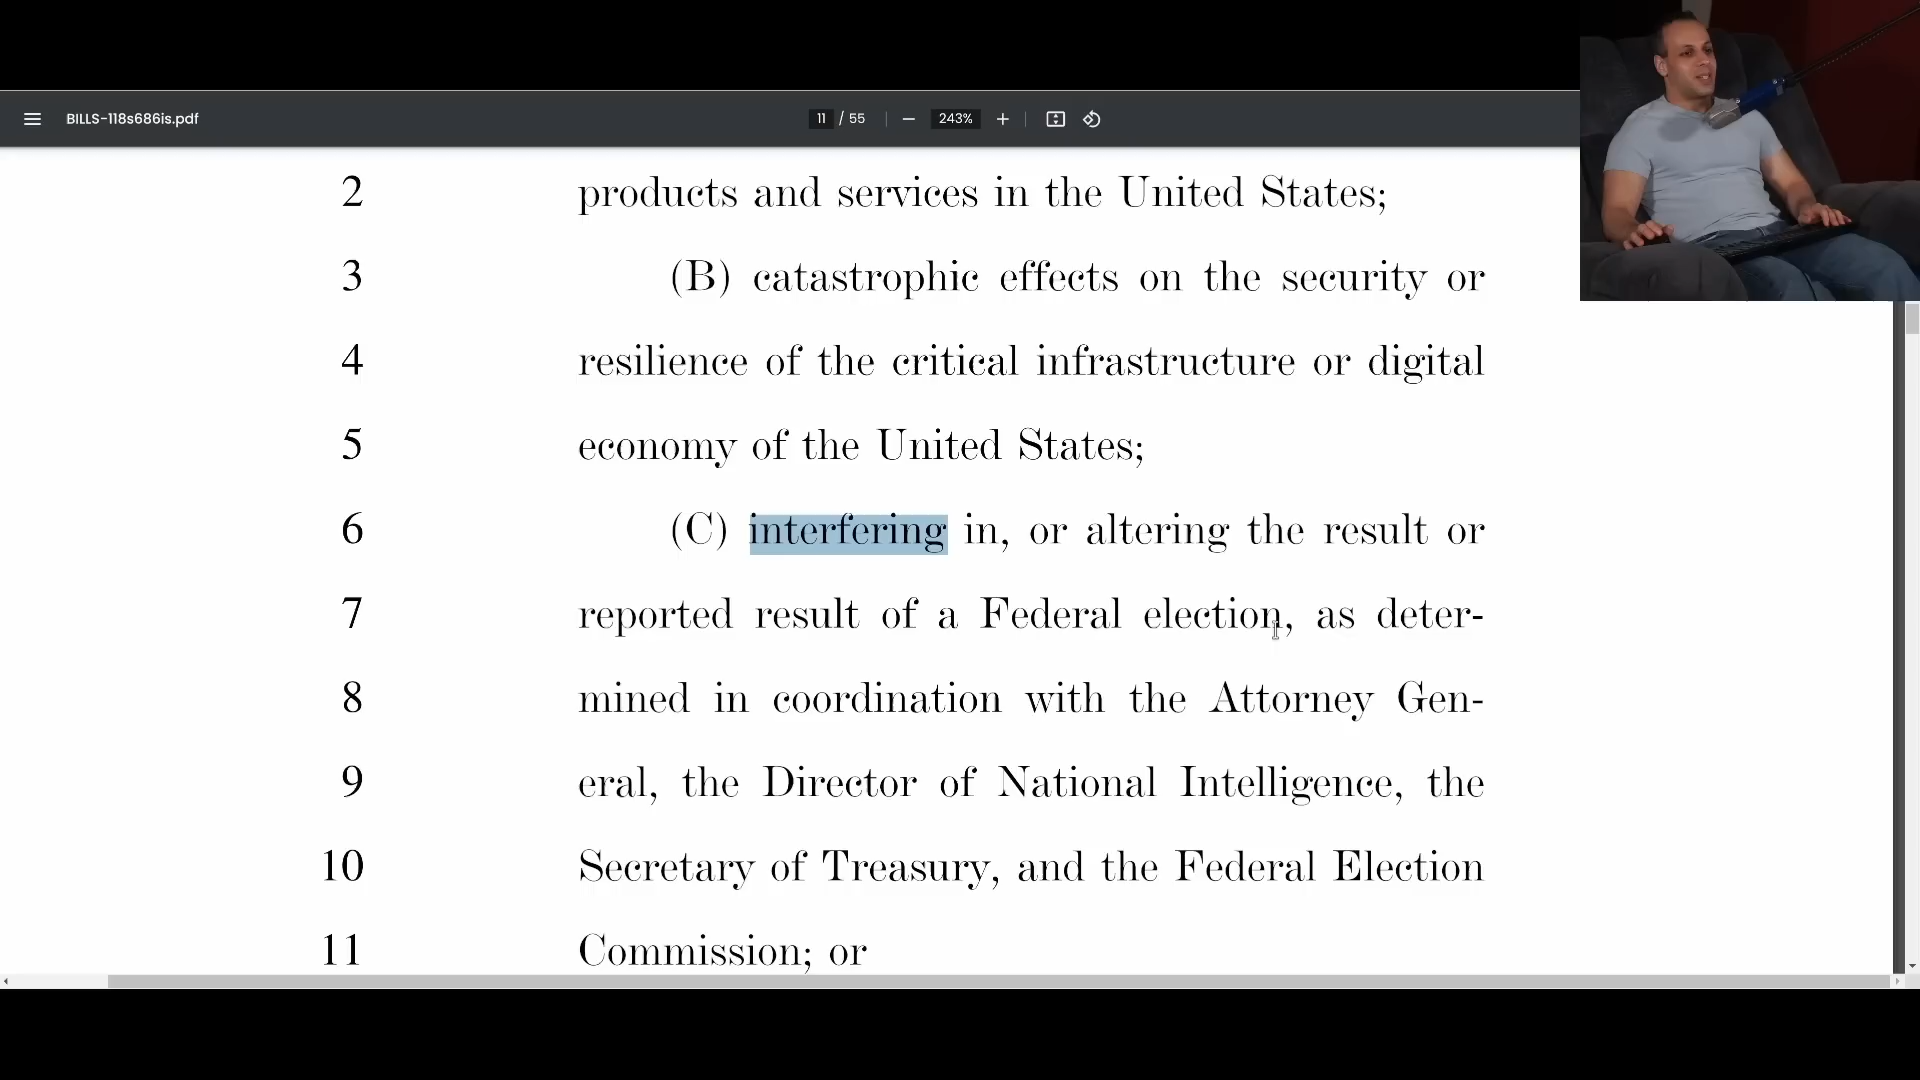 BILLS-118s686is.pdf
11 / 55
243%
2 products and services in the United States;
3 (B) catastrophic effects on the security or
4 resilience of the critical infrastructure or digital
5 economy of the United States;
6 (C) interfering in, or altering the result or
7 reported result of a Federal election, as deter-
8 mined in coordination with the Attorney Gen-
9 eral, the Director of National Intelligence, the
10 Secretary of Treasury, and the Federal Election
11 Commission; or